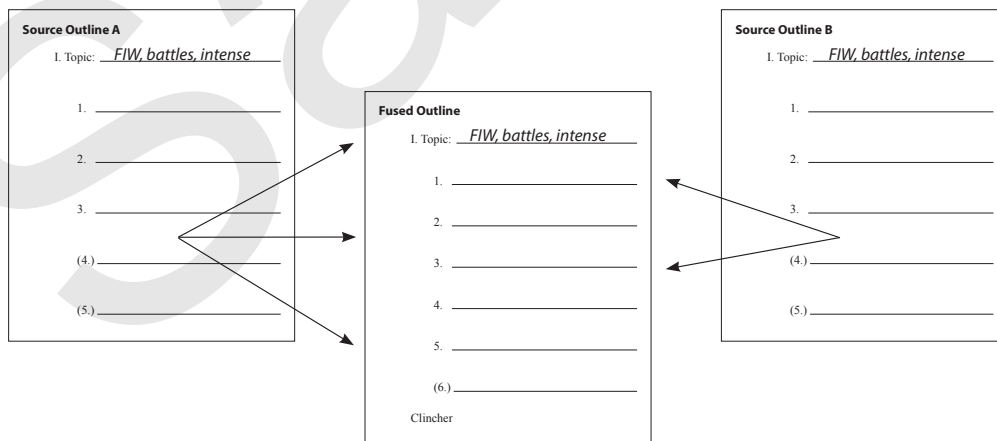 Source Outline A
I. Topic: FIW, battles, intense
1.
2.
3.
(4.)
(5.)
Fused Outline
I. Topic: FIW, battles, intense
1.
2.
3.
4.
5.
(6.)
Clincher
Source Outline B
I. Topic: FIW, battles, intense
1.
2.
3.
(4.)
(5.)